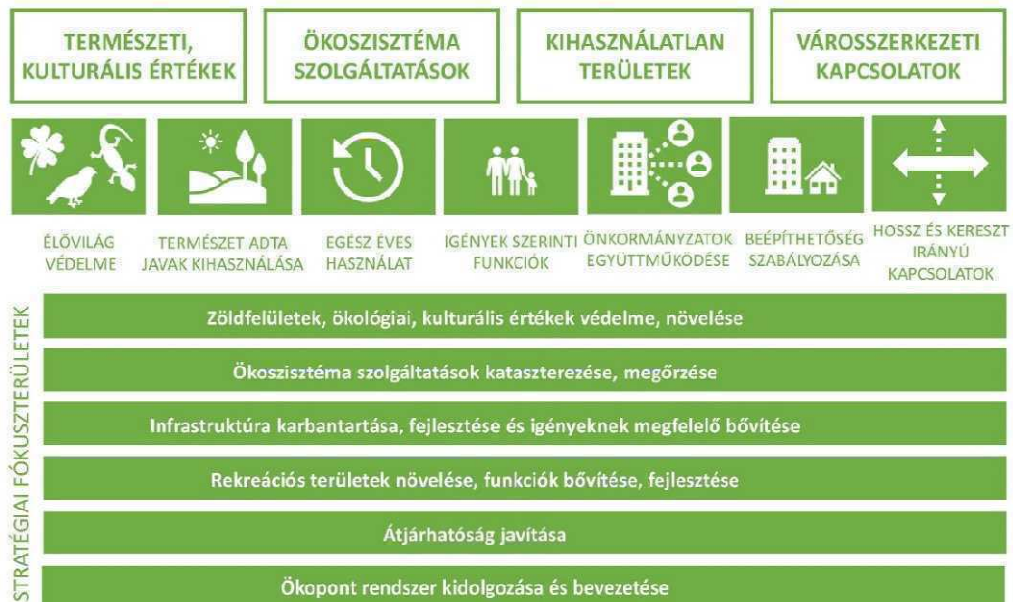 TERMÉSZETI,
KULTURÁLIS ÉRTÉKEK
ÖKOSZISZTÉMA
SZOLGÁLTATÁSOK
KIHASZNÁLATLAN
TERÜLETEK
VÁROSSZERKEZETI
KAPCSOLATOK
ÉLŐVILÁG
VÉDELME
TERMÉSZET ADTA
JAVAK KIHASZNÁLÁSA
EGÉSZ ÉVES
HASZNÁLAT
IGÉNYEK SZERINTI
FUNKCIÓK
ÖNKORMÁNYZATOK
EGYÜTTMŰKÖDÉSE
BEÉPÍTHETŐSÉG
SZABÁLYOZÁSA
HOSSZ ÉS KERESZT
IRÁNYÚ
KAPCSOLATOK
STRATÉGIAI FÓKUSZTERÜLETEK
Zöldfelületek, ökológiai, kulturális értékek védelme, növelése
Ökoszisztéma szolgáltatások kataszterezése, megőrzése
Infrastruktúra karbantartása, fejlesztése és igényeknek megfelelő bővítése
Rekreációs területek növelése, funkciók bővítése, fejlesztése
Átjárhatóság javítása
Ökopont rendszer kidolgozása és bevezetése